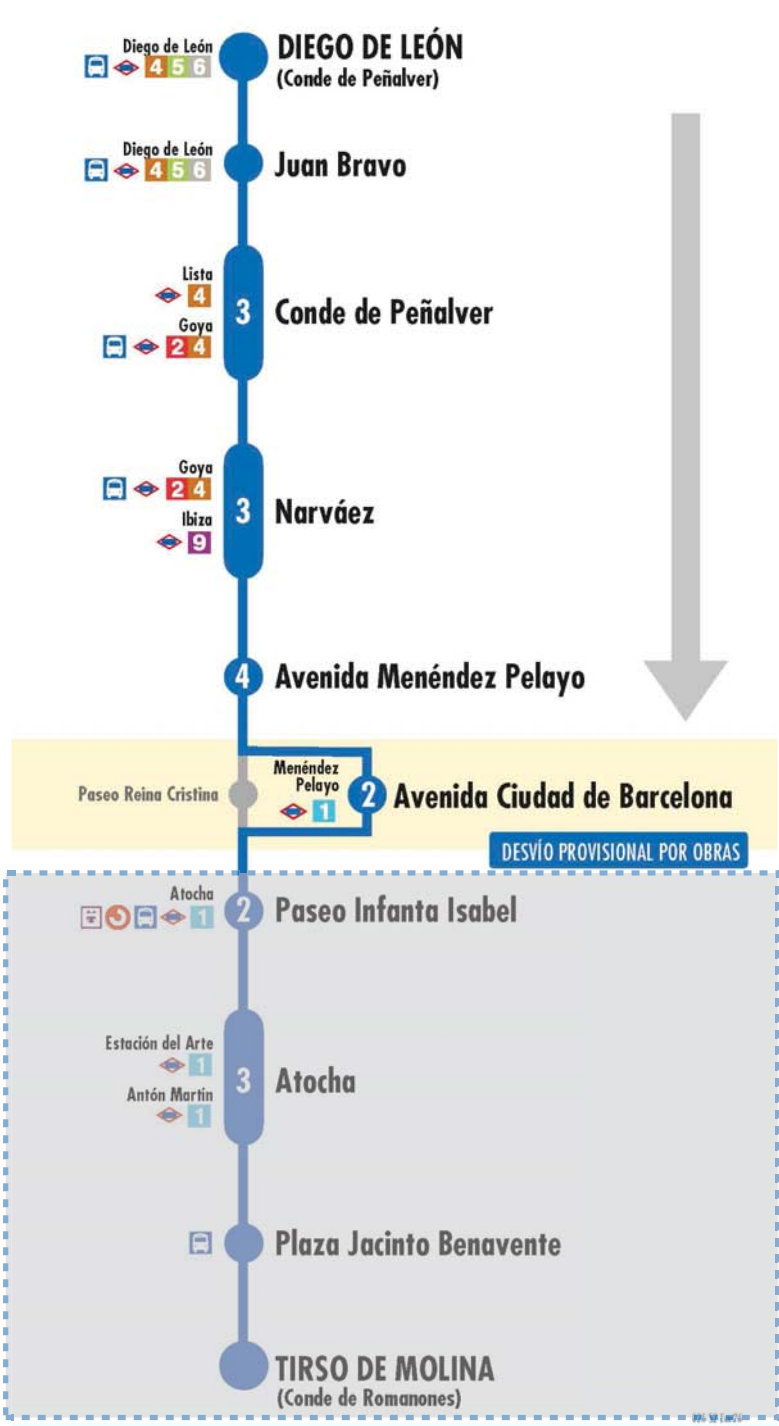 Diego de León
4 5 6
DIEGO DE LEÓN
(Conde de Peñalver)
Diego de León
4 5 6
Juan Bravo
Lista
4
Goya
2 4
3
Conde de Peñalver
Goya
2 4
Ibiza
9
3
Narváez
4
Avenida Menéndez Pelayo
Paseo Reina Cristina
Menéndez
Pelayo
1
2
Avenida Ciudad de Barcelona
DESVÍO PROVISIONAL POR OBRAS
Atocha
1
2
Paseo Infanta Isabel
Estación del Arte
1
Antón Martín
1
3
Atocha
Plaza Jacinto Benavente
TIRSO DE MOLINA
(Conde de Romanones)